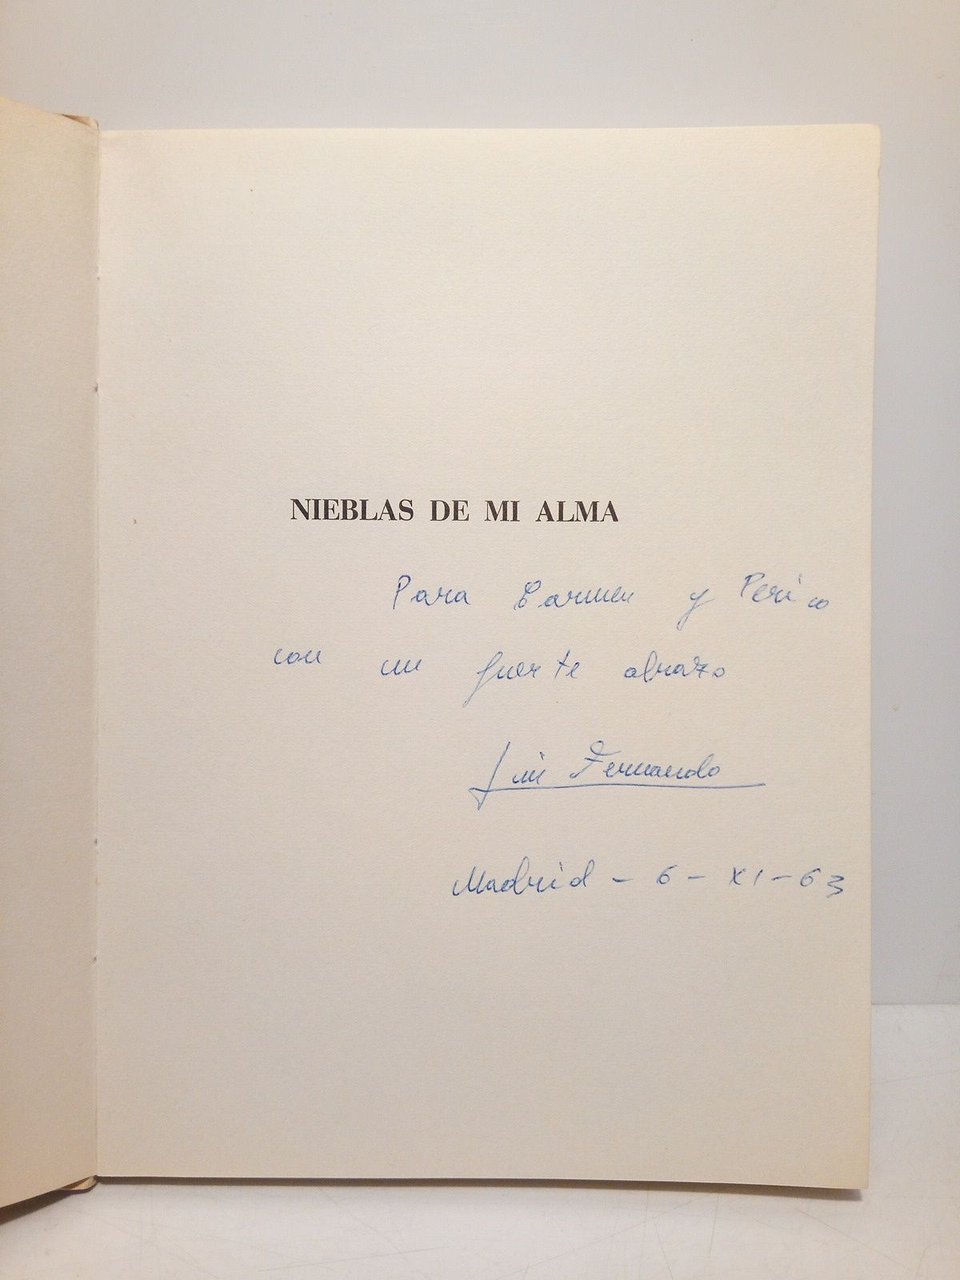 NIEBLAS DE MI ALMA
Para Carmen y Perico
con un fuerte abrazo
Luis Fernando
Madrid - 6 - XI - 63